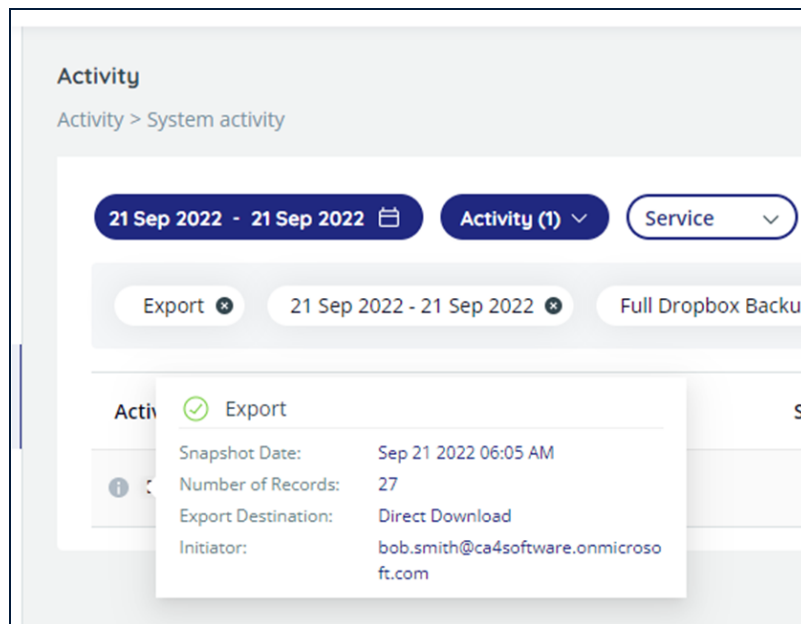 Activity
Activity > System activity
21 Sep 2022 - 21 Sep 2022
Activity (1)
Service
Export
21 Sep 2022 - 21 Sep 2022
Full Dropbox Backu
Activ
Export
Snapshot Date: Sep 21 2022 06:05 AM
Number of Records: 27
Export Destination: Direct Download
Initiator: bob.smith@ca4software.onmicroso
ft.com